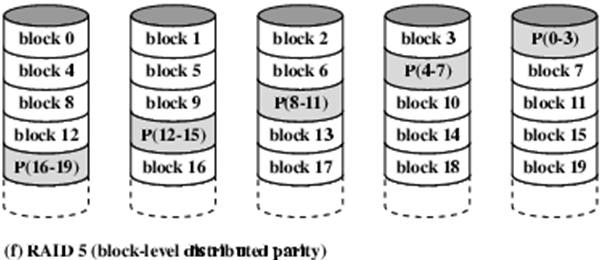 block 0 block 1 block 2 block 3 P(0-3)
block 4 block 5 block 6 P(4-7) block 7
block 8 block 9 P(8-11) block 10 block 11
block 12 P(12-15) block 13 block 14 block 15
P(16-19) block 16 block 17 block 18 block 19
(f) RAID 5 (block-level distributed parity)